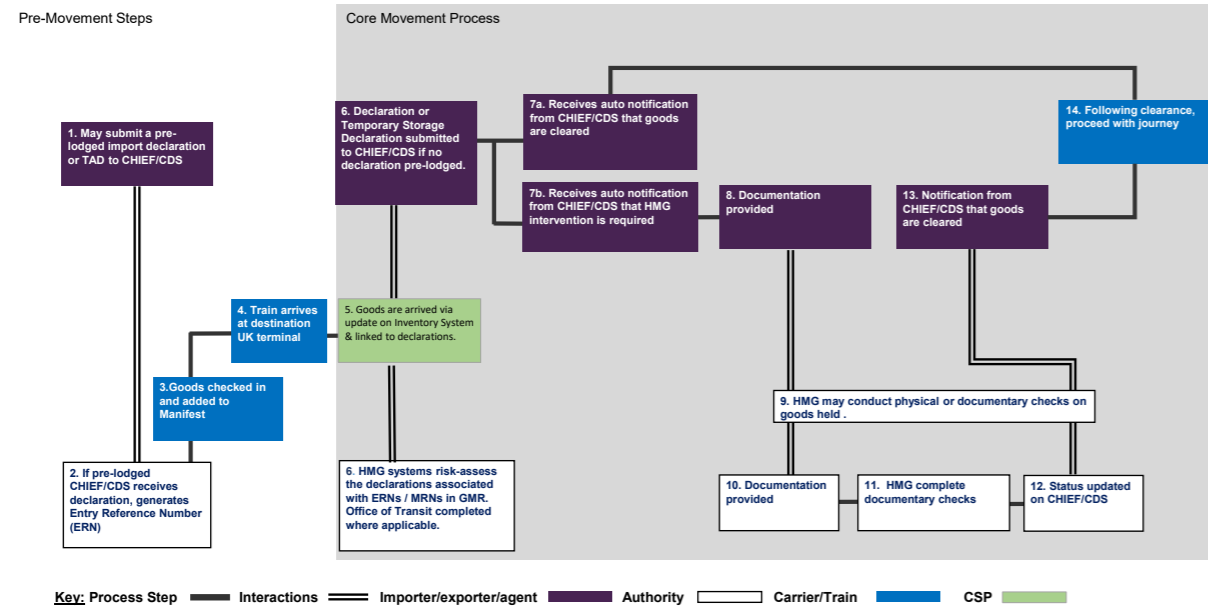 Pre-Movement Steps
Core Movement Process
1. May submit a pre-
lodged import declaration
or TAD to CHIEF/CDS
2. If pre-lodged
CHIEF/CDS receives
declaration, generates
Entry Reference Number
(ERN)
3.Goods checked in
and added to
Manifest
4. Train arrives
at destination
UK terminal
5. Goods are arrived via
update on Inventory System
& linked to declarations.
6. Declaration or
Temporary Storage
Declaration submitted
to CHIEF/CDS if no
declaration pre-lodged.
6. HMG systems risk-assess
the declarations associated
with ERNs / MRNs in GMR.
Office of Transit completed
where applicable.
7a. Receives auto notification
from CHIEF/CDS that goods
are cleared
7b. Receives auto notification
from CHIEF/CDS that HMG
intervention is required
8. Documentation
provided
9. HMG may conduct physical or documentary checks on
goods held .
10. Documentation
provided
11. HMG complete
documentary checks
12. Status updated
on CHIEF/CDS
13. Notification from
CHIEF/CDS that goods
are cleared
14. Following clearance,
proceed with journey
Key: Process Step Interactions Importer/exporter/agent Authority Carrier/Train CSP